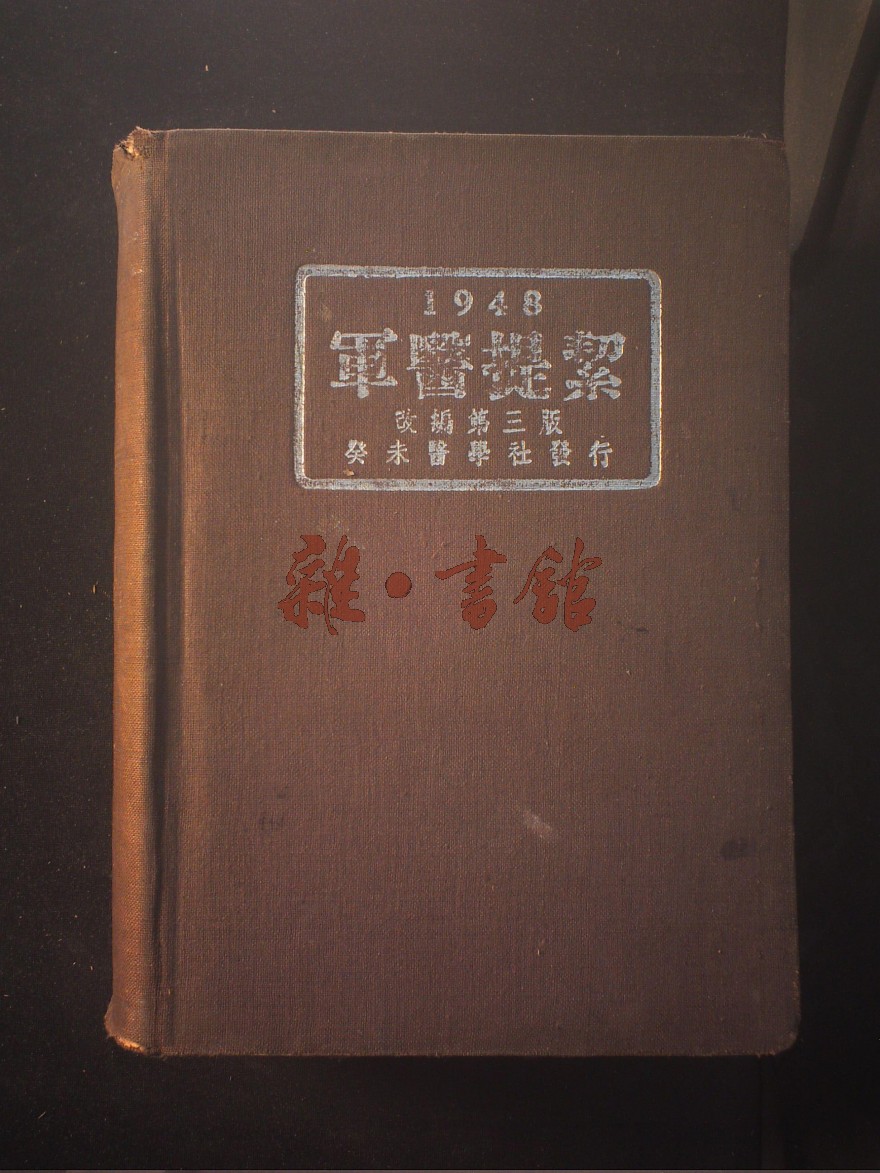 1948
軍醫提絜
改編第三版
癸未醫學社發行
雜·書館